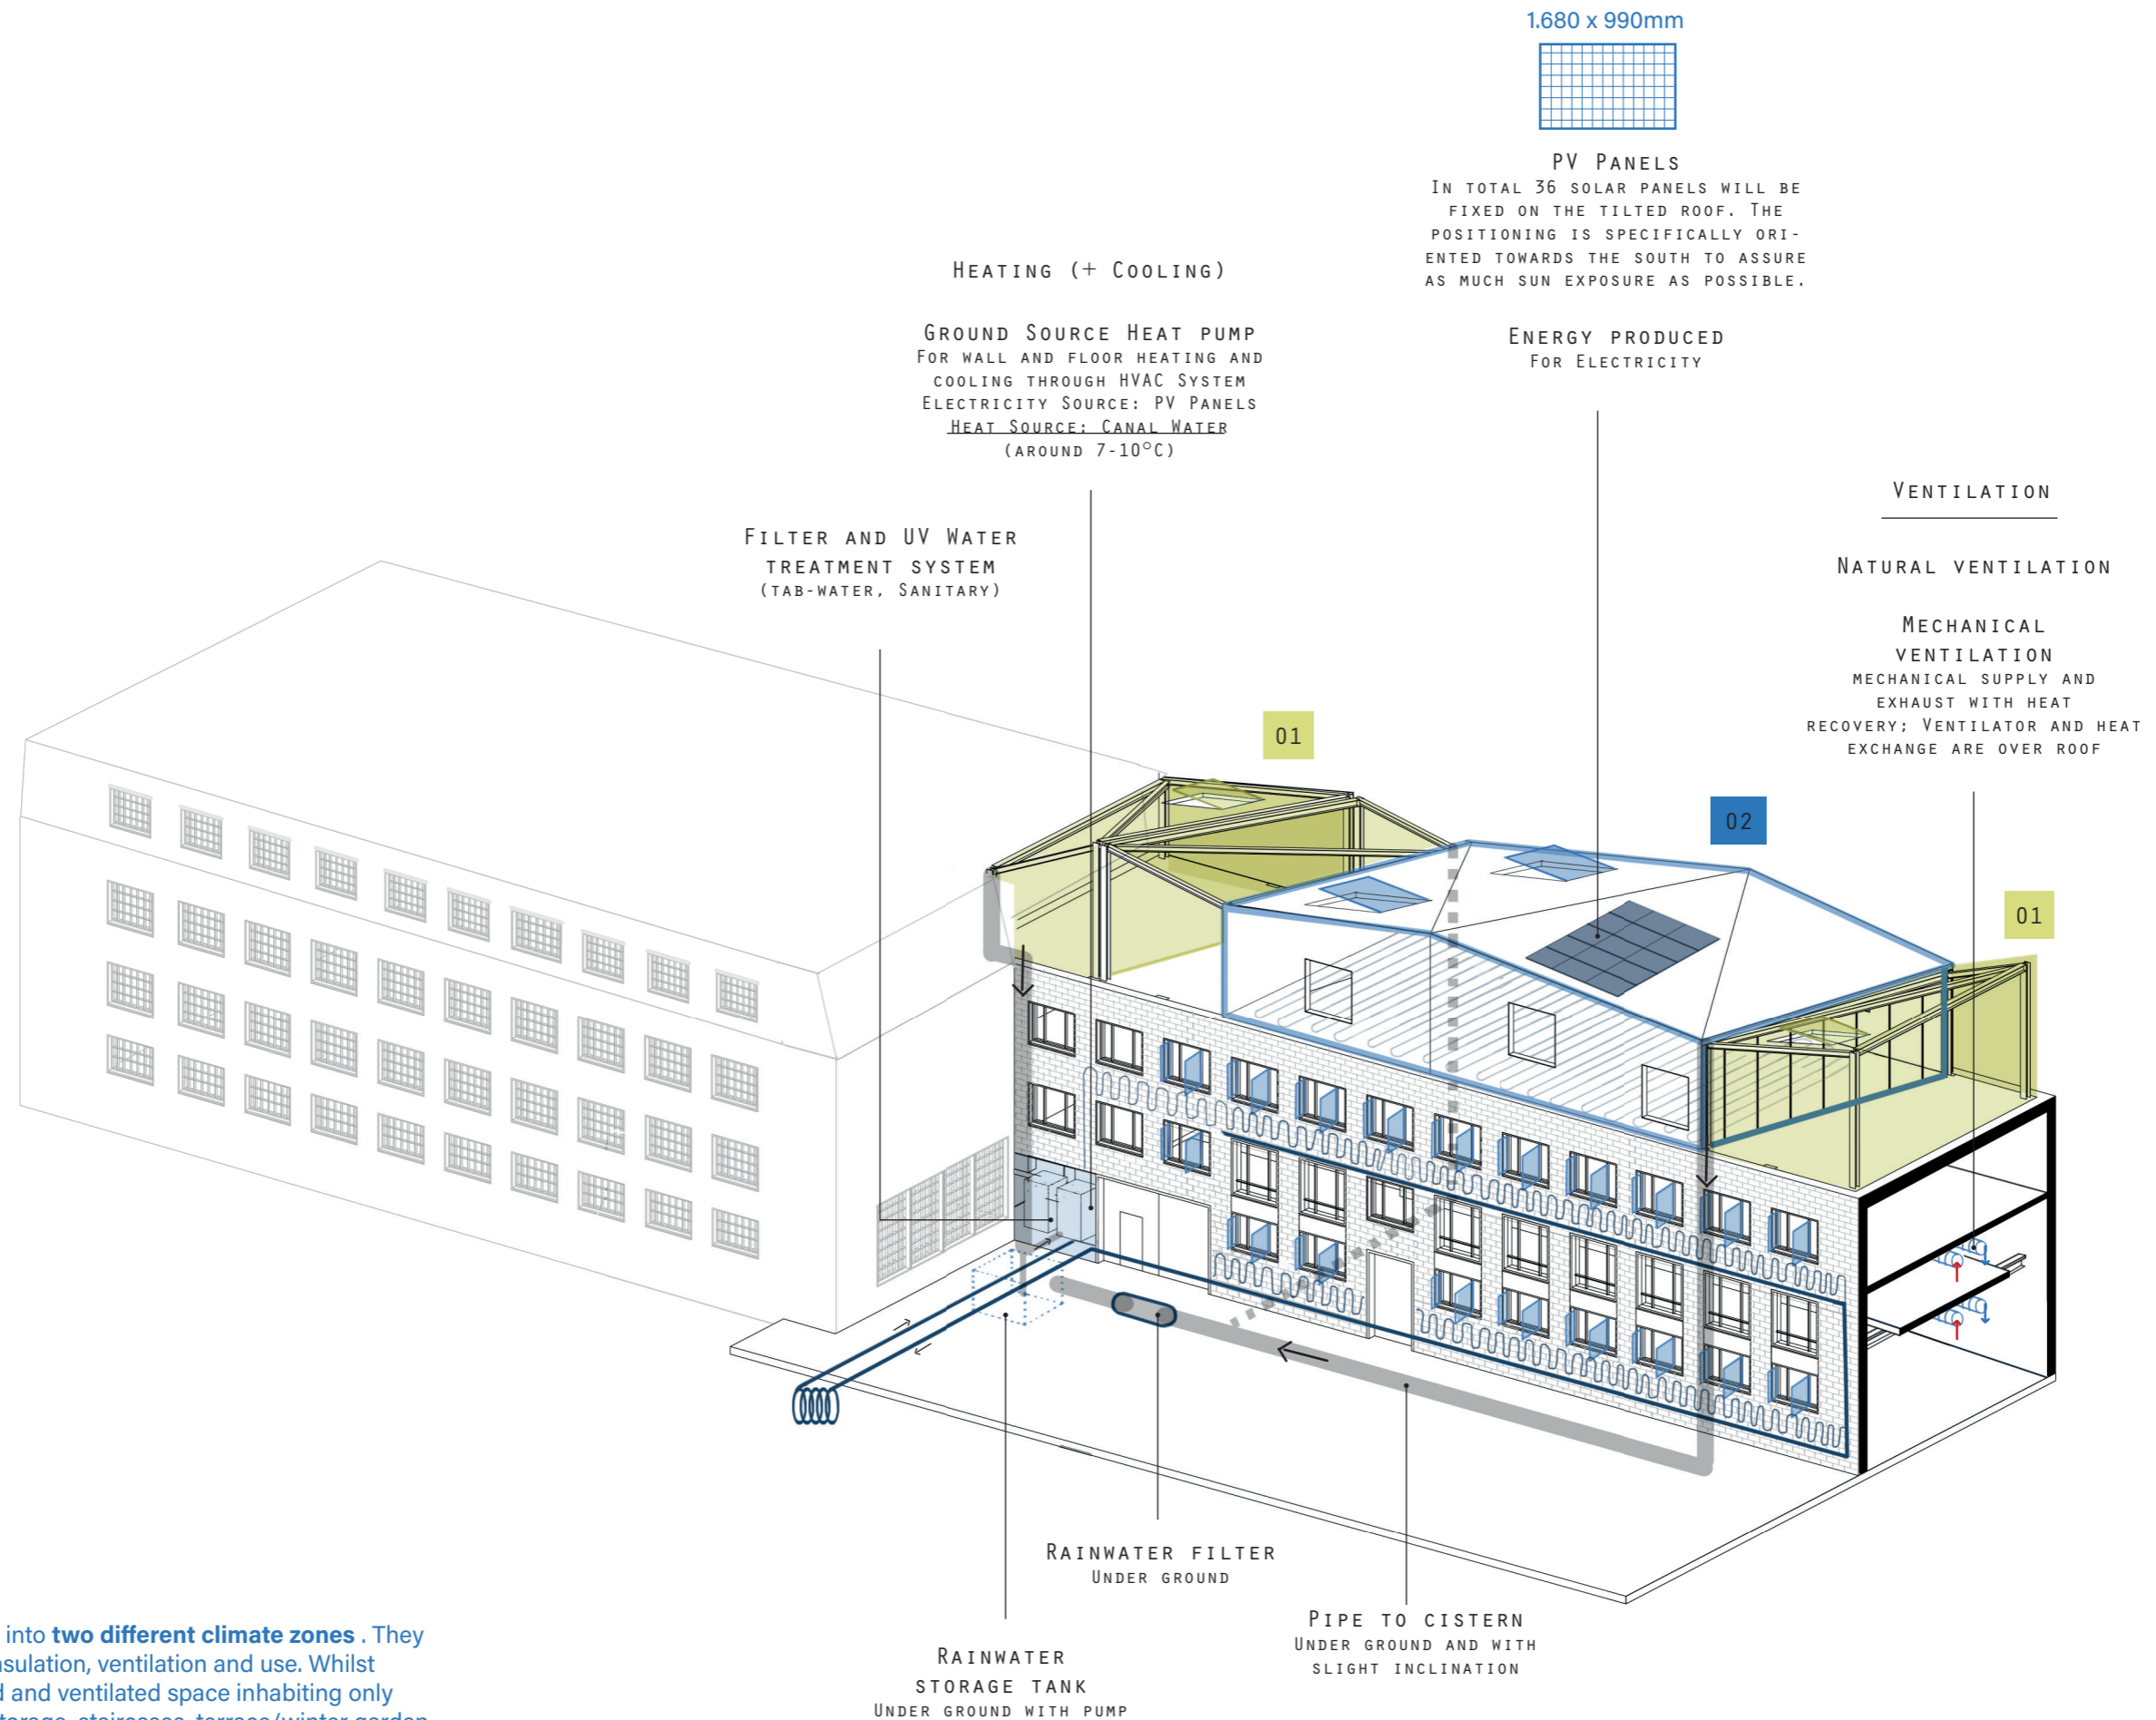 1.680 x 990mm
PV Panels
In total 36 solar panels will be
fixed on the tilted roof. The
positioning is specifically ori-
ented towards the south to assure
as much sun exposure as possible.
Energy produced
For Electricity
Heating (+ Cooling)
Ground Source Heat pump
For wall and floor heating and
cooling through HVAC System
Electricity Source: PV Panels
Heat Source: Canal Water
(around 7-10°C)
Ventilation
Natural ventilation
Mechanical
ventilation
mechanical supply and
exhaust with heat
recovery; Ventilator and heat
exchange are over roof
Filter and UV Water
treatment system
(tab-water, Sanitary)
01
02
01
Rainwater filter
Under ground
Pipe to cistern
Under ground and with
slight inclination
Rainwater
storage tank
Under ground with pump
into two different climate zones . They
nsulation, ventilation and use. Whilst
d and ventilated space inhabiting only
torage, staircases, terrace/winter garden